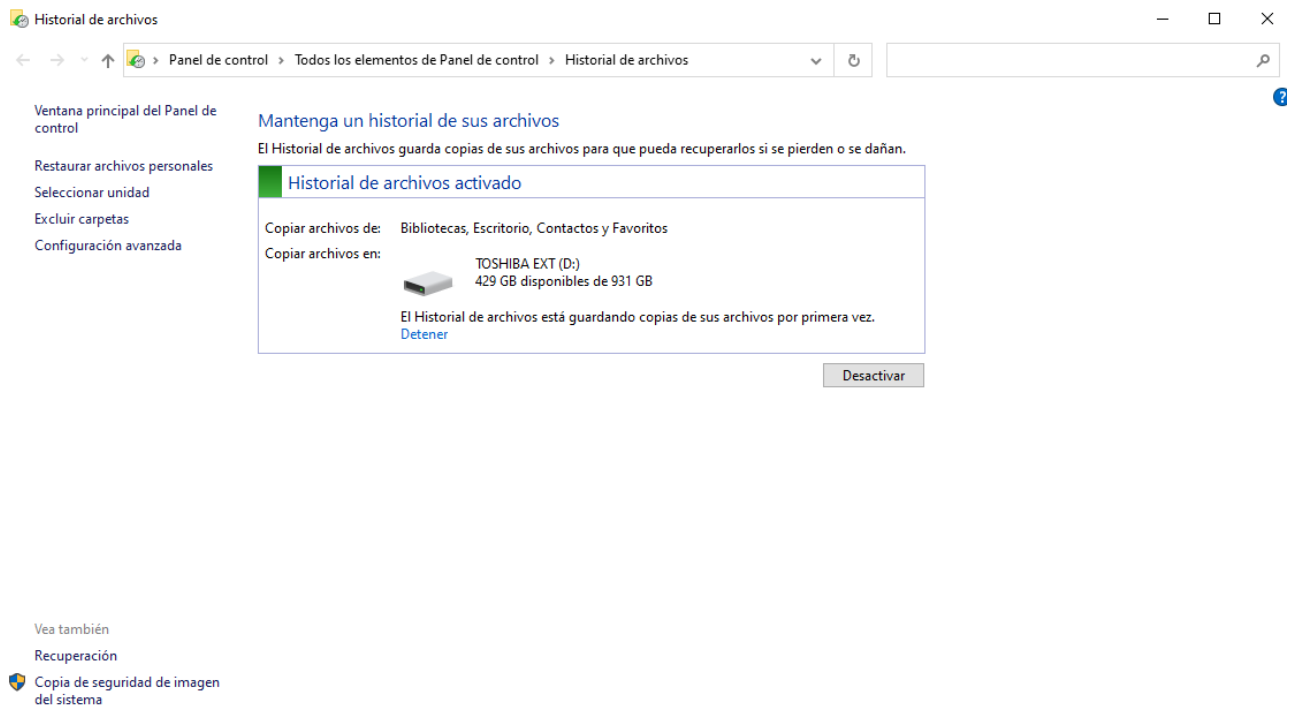 Historial de archivos
Panel de control > Todos los elementos de Panel de control > Historial de archivos
?
Ventana principal del Panel de
control
Restaurar archivos personales
Seleccionar unidad
Excluir carpetas
Configuración avanzada
Mantenga un historial de sus archivos
El Historial de archivos guarda copias de sus archivos para que pueda recuperarlos si se pierden o se dañan.
Historial de archivos activado
Copiar archivos de: Bibliotecas, Escritorio, Contactos y Favoritos
Copiar archivos en:
TOSHIBA EXT (D:)
429 GB disponibles de 931 GB
El Historial de archivos está guardando copias de sus archivos por primera vez.
Detener
Desactivar
Vea también
Recuperación
Copia de seguridad de imagen
del sistema